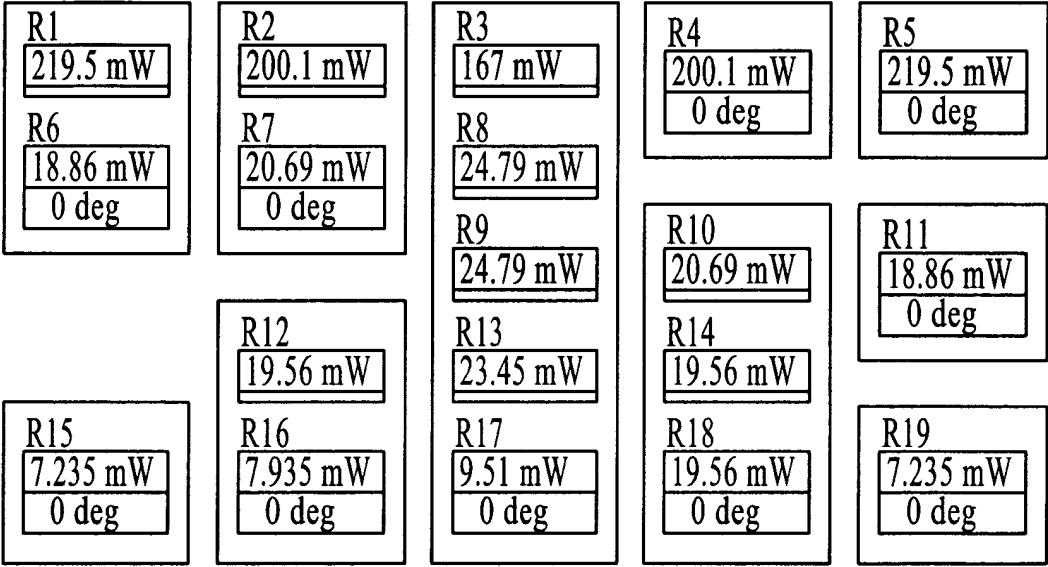 R1
219.5 mW
R2
200.1 mW
R3
167 mW
R4
200.1 mW
0 deg
R5
219.5 mW
0 deg
R6
18.86 mW
0 deg
R7
20.69 mW
0 deg
R8
24.79 mW
R9
24.79 mW
R10
20.69 mW
R11
18.86 mW
0 deg
R12
19.56 mW
R13
23.45 mW
R14
19.56 mW
R15
7.235 mW
0 deg
R16
7.935 mW
0 deg
R17
9.51 mW
0 deg
R18
19.56 mW
0 deg
R19
7.235 mW
0 deg